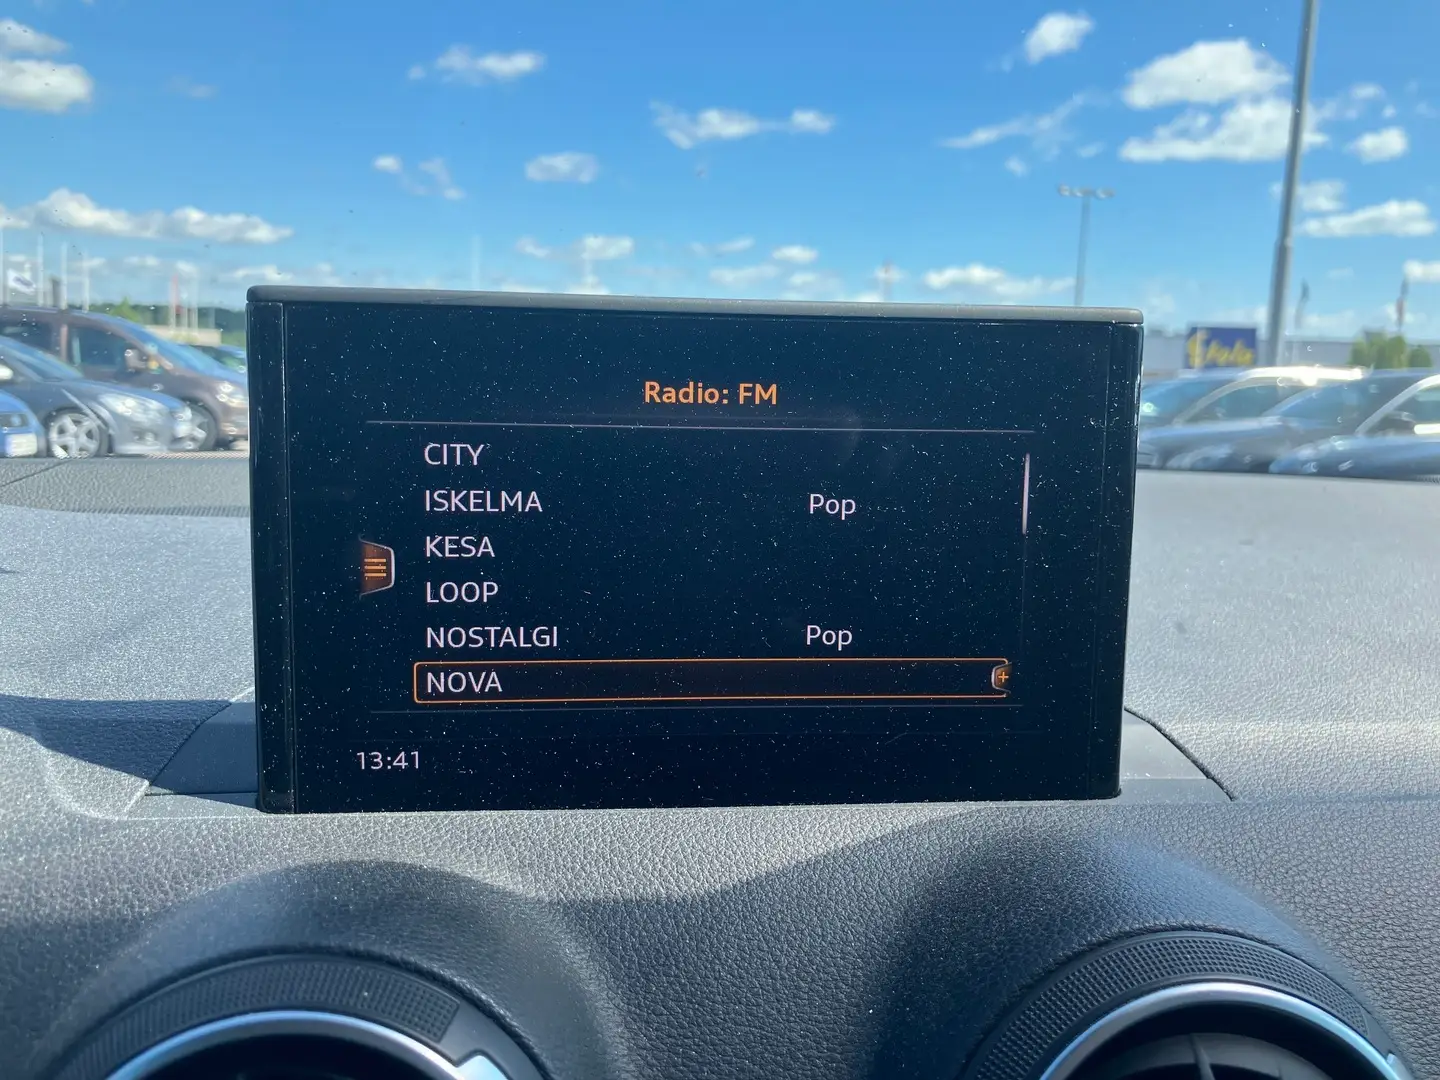 Radio: FM
CITY
ISKELMA Pop
KESA
LOOP
NOSTALGI Pop
NOVA
13:41